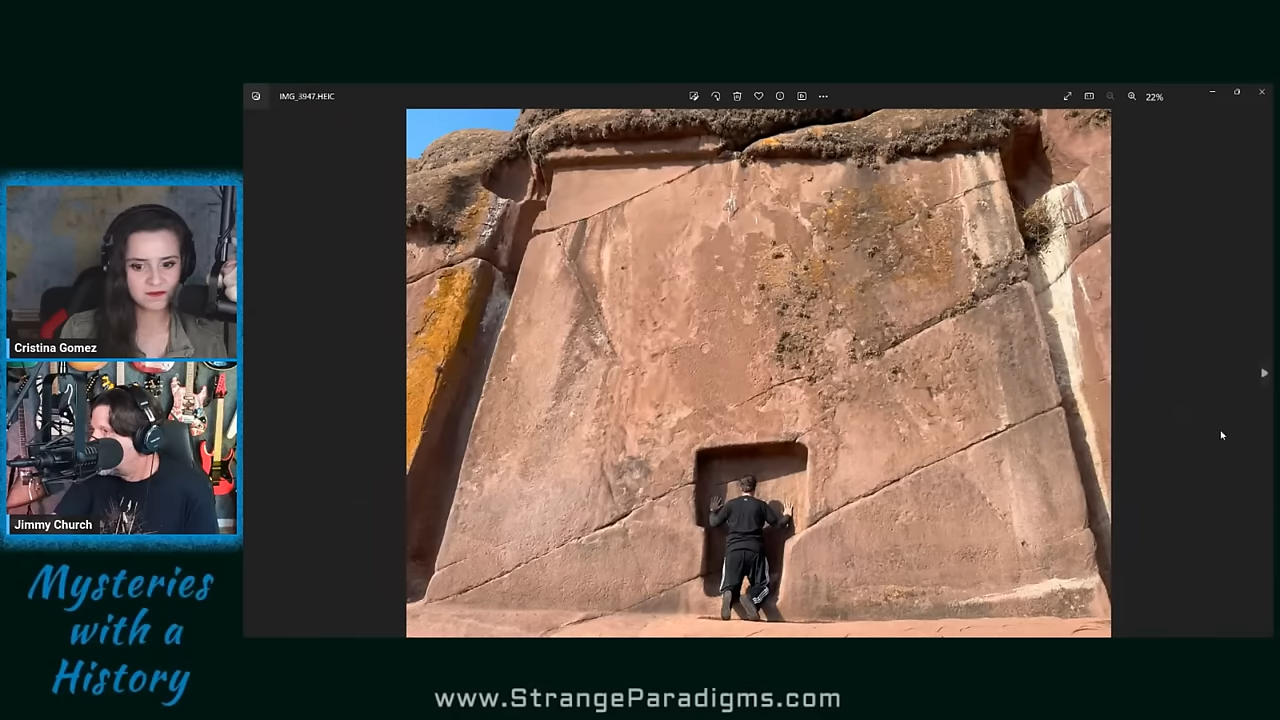 IMG_3947.HEIC
22%
Cristina Gomez
Jimmy Church
Mysteries
with a
History
www.StrangeParadigms.com